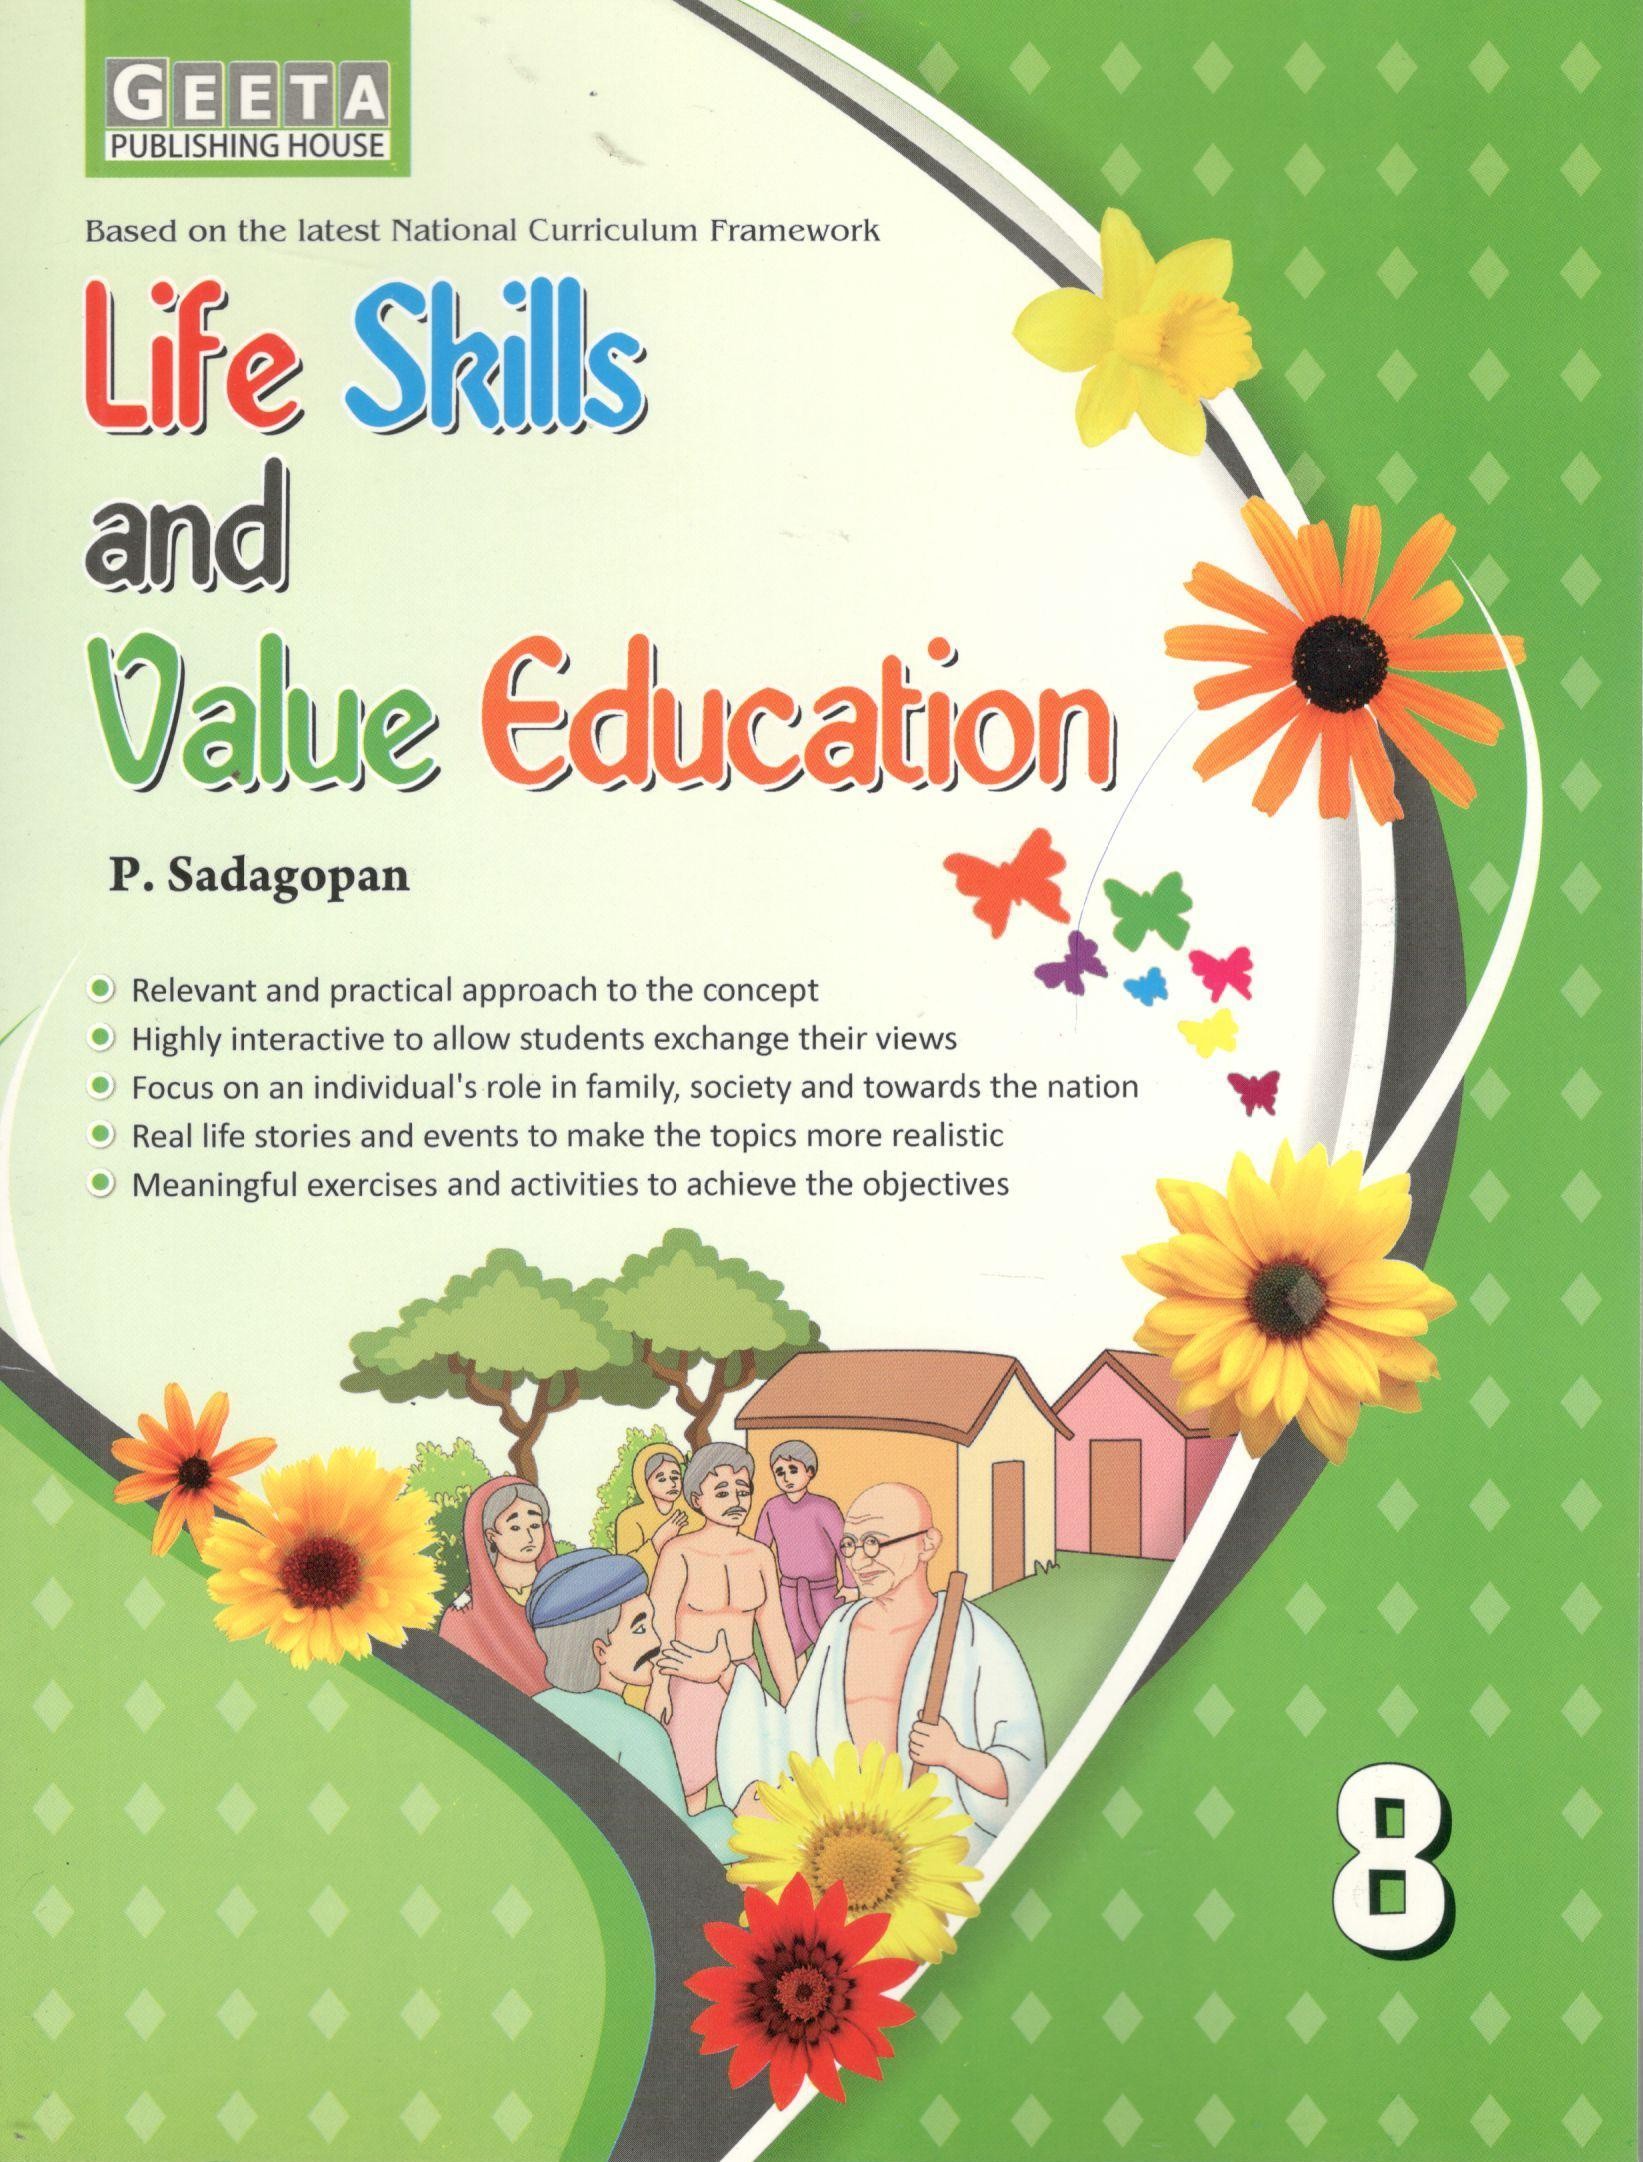 GEETA
PUBLISHING HOUSE
Based on the latest National Curriculum Framework
Life Skills
and
Value Education
P. Sadagopan
Relevant and practical approach to the concept
Highly interactive to allow students exchange their views
Focus on an individual's role in family, society and towards the nation
Real life stories and events to make the topics more realistic
Meaningful exercises and activities to achieve the objectives
8